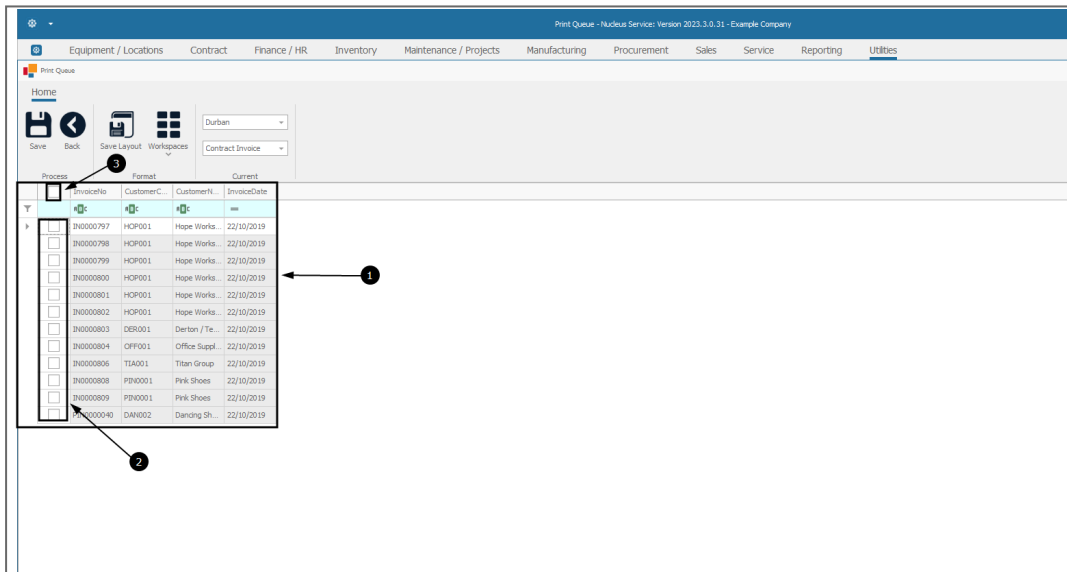 Print Queue - Nucleus Service: Version 2023.3.0.31 - Example Company
Equipment / Locations Contract Finance / HR Inventory Maintenance / Projects Manufacturing Procurement Sales Service Reporting Utilities
Print Queue
Home
Durban
Save Back Save Layout Workspaces Contract Invoice
3
Process Format Current
InvoiceNo CustomerC... CustomerN... InvoiceDate
IN0000797 HOP001 Hope Works... 22/10/2019
IN0000798 HOP001 Hope Works... 22/10/2019
IN0000799 HOP001 Hope Works... 22/10/2019
IN0000800 HOP001 Hope Works... 22/10/2019
1
IN0000801 HOP001 Hope Works... 22/10/2019
IN0000802 HOP001 Hope Works... 22/10/2019
IN0000803 DER001 Derton / Te... 22/10/2019
IN0000804 OFF001 Office Suppl... 22/10/2019
IN0000806 TIA001 Titan Group 22/10/2019
IN0000808 PIN0001 Pink Shoes 22/10/2019
IN0000809 PIN0001 Pink Shoes 22/10/2019
PIN0000040 DAN002 Dancing Sh... 22/10/2019
2